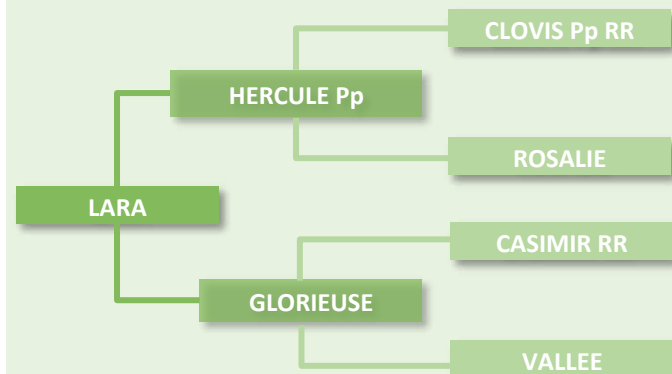 CLOVIS Pp RR
HERCULE Pp
ROSALIE
LARA
CASIMIR RR
GLORIEUSE
VALLEE